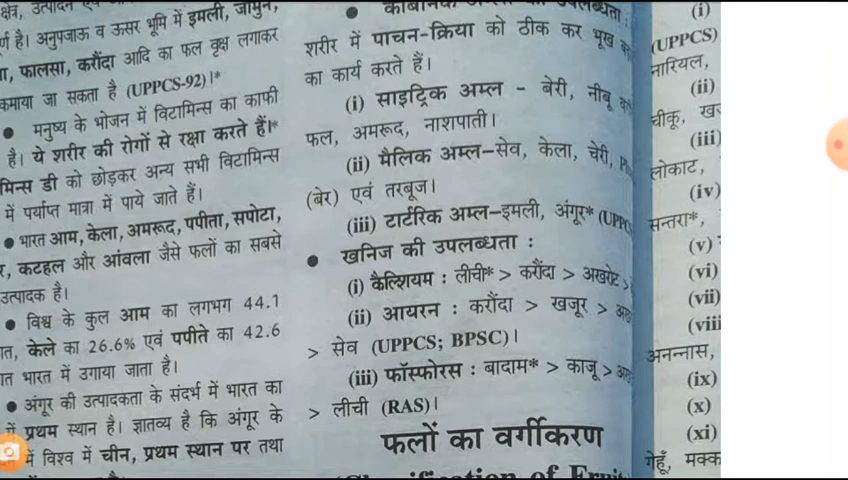 क्षेत्र, उत्पादन एवं
है। अनुपजाऊ व ऊसर भूमि में इमली, जामुन,
फालसा, करौंदा आदि का फल वृक्ष लगाकर
कमाया जा सकता है (UPPCS-92)।*
● मनुष्य के भोजन में विटामिन्स का काफी
है। ये शरीर की रोगों से रक्षा करते हैं।*
डी को छोड़कर अन्य सभी विटामिन्स
में पर्याप्त मात्रा में पाये जाते हैं।
● भारत आम, केला, अमरूद, पपीता, सपोटा,
कटहल और आंवला जैसे फलों का सबसे
उत्पादक है।
● विश्व के कुल आम का लगभग 44.1
केले का 26.6% एवं पपीते का 42.6
भारत में उगाया जाता है।
● अंगूर की उत्पादकता के संदर्भ में भारत का
में प्रथम स्थान है। ज्ञातव्य है कि अंगूर के
में विश्व में चीन, प्रथम स्थान पर तथा
● उपलब्धता :
शरीर में पाचन-क्रिया को ठीक कर भूख
का कार्य करते हैं।
(i) साइट्रिक अम्ल - बेरी, नीबू
फल, अमरूद, नाशपाती।
(ii) मैलिक अम्ल–सेव, केला, चेरी,
(बेर) एवं तरबूज।
(iii) टार्टरिक अम्ल–इमली, अंगूर* (UPPC
● खनिज की उपलब्धता :
(i) कैल्शियम : लीची* > करौंदा > अखरोट >
(ii) आयरन : करौंदा > खजूर >
> सेव (UPPCS; BPSC)।
(iii) फॉस्फोरस : बादाम* > काजू >
> लीची (RAS)।
फलों का वर्गीकरण
(i)
(UPPCS)
नारियल,
(ii)
चीकू,
(iii)
लोकाट,
(iv)
सन्तरा*,
(v)
(vi)
(vii)
(viii
अनन्नास,
(ix)
(x)
(xi)
गेहूँ, मक्क